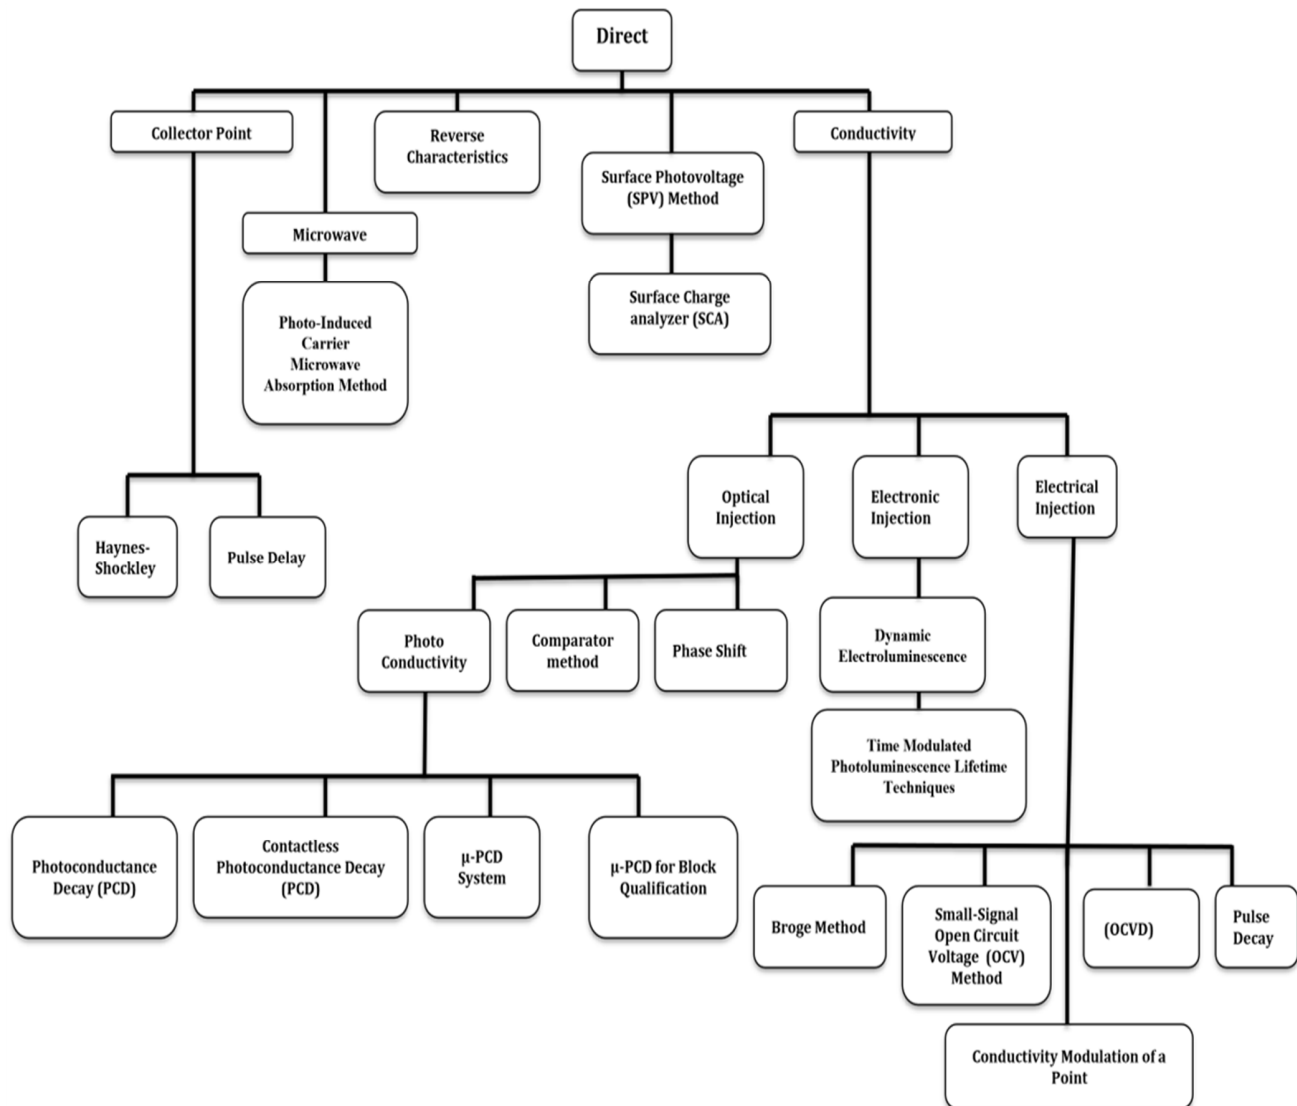 Direct
Collector Point
Reverse
Characteristics
Conductivity
Surface Photovoltage
(SPV) Method
Microwave
Surface Charge
analyzer (SCA)
Photo-Induced
Carrier
Microwave
Absorption Method
Optical
Injection
Electronic
Injection
Electrical
Injection
Haynes-
Shockley
Pulse Delay
Photo
Conductivity
Comparator
method
Phase Shift
Dynamic
Electroluminescence
Time Modulated
Photoluminescence Lifetime
Techniques
Photoconductance
Decay (PCD)
Contactless
Photoconductance Decay
(PCD)
μ-PCD
System
μ-PCD for Block
Qualification
Broge Method
Small-Signal
Open Circuit
Voltage (OCV)
Method
(OCVD)
Pulse
Decay
Conductivity Modulation of a
Point